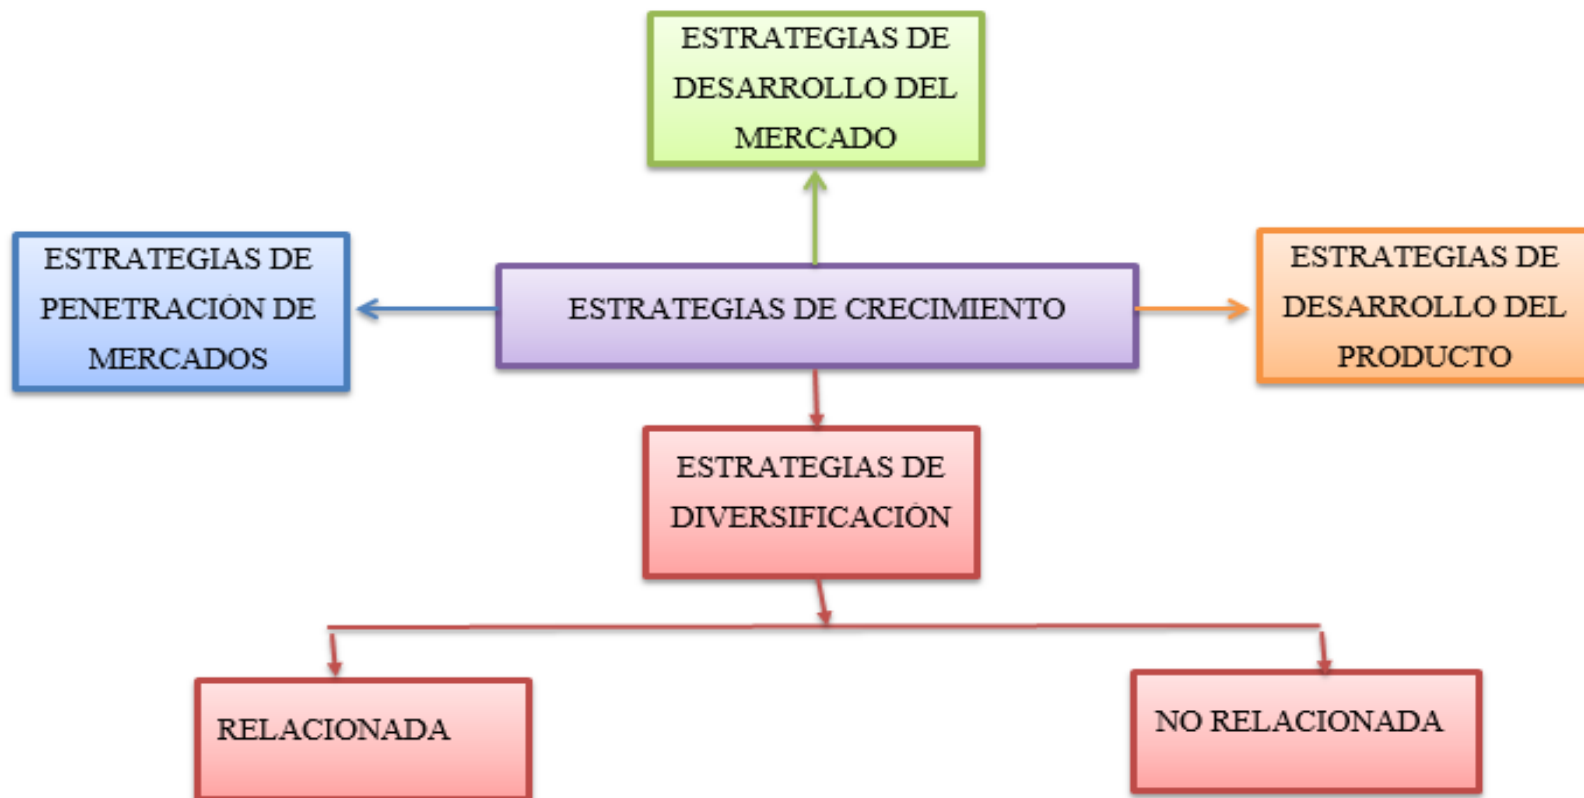 ESTRATEGIAS DE
DESARROLLO DEL
MERCADO
ESTRATEGIAS DE
PENETRACIÓN DE
MERCADOS
ESTRATEGIAS DE CRECIMIENTO
ESTRATEGIAS DE
DESARROLLO DEL
PRODUCTO
ESTRATEGIAS DE
DIVERSIFICACIÓN
RELACIONADA
NO RELACIONADA